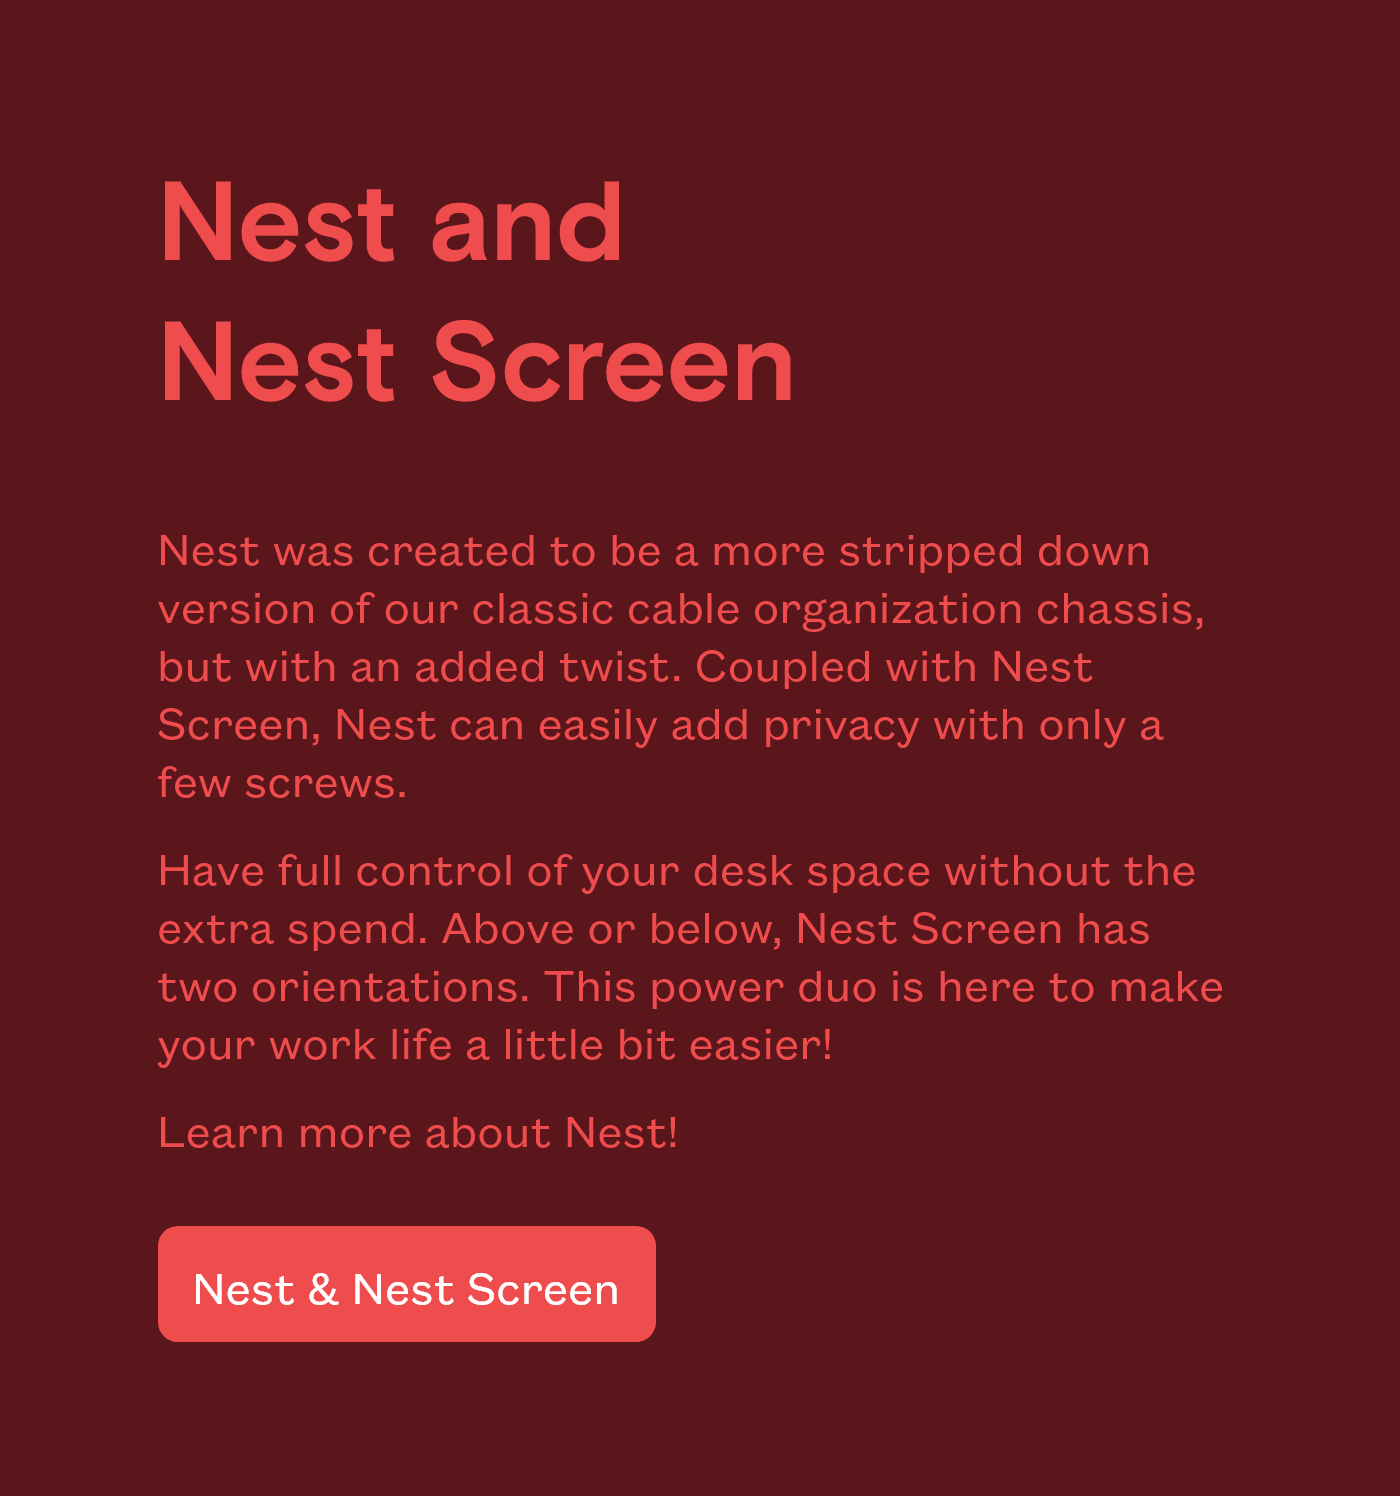 Nest and
Nest Screen
Nest was created to be a more stripped down
version of our classic cable organization chassis,
but with an added twist. Coupled with Nest
Screen, Nest can easily add privacy with only a
few screws.
Have full control of your desk space without the
extra spend. Above or below, Nest Screen has
two orientations. This power duo is here to make
your work life a little bit easier!
Learn more about Nest!
Nest & Nest Screen